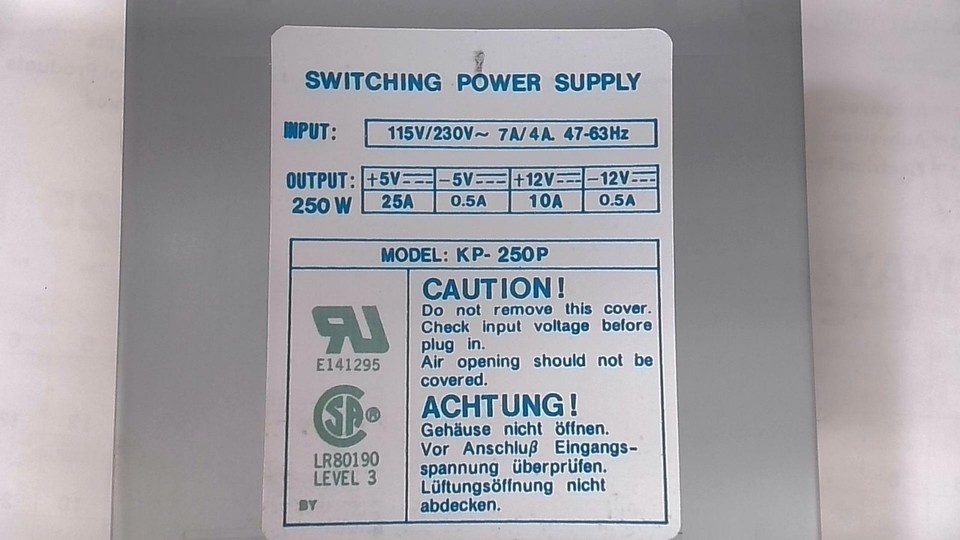 SWITCHING POWER SUPPLY
INPUT: 115V/230V~ 7A/4A. 47-63Hz
OUTPUT: +5V -5V +12V -12V
250W 25A 0.5A 10A 0.5A
MODEL: KP-250P
CAUTION!
Do not remove this cover.
Check input voltage before
plug in.
Air opening should not be
covered.
ACHTUNG!
Gehäuse nicht öffnen.
Vor Anschluß Eingangs-
spannung überprüfen.
Lüftungsöffnung nicht
abdecken.
RU
E141295
SA®
LR80190
LEVEL 3
BY